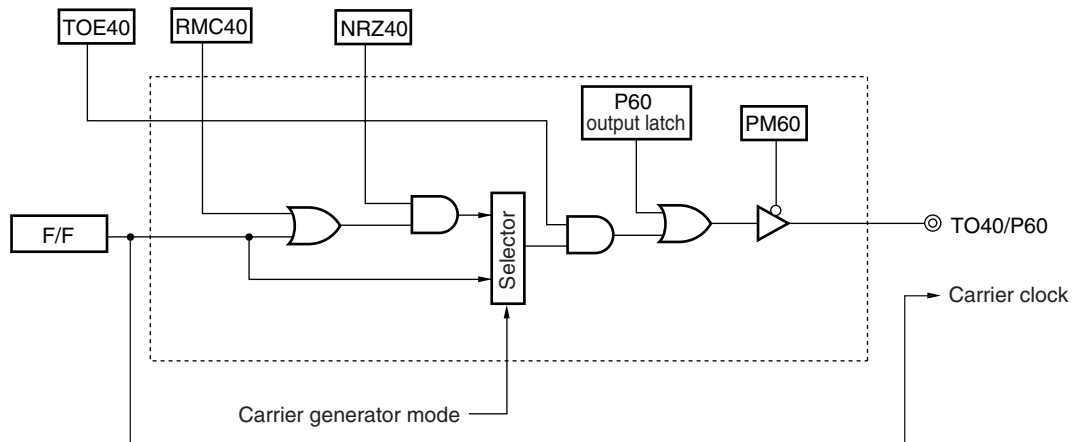 TOE40
RMC40
NRZ40
P60
output latch
PM60
F/F
Selector
TO40/P60
Carrier clock
Carrier generator mode